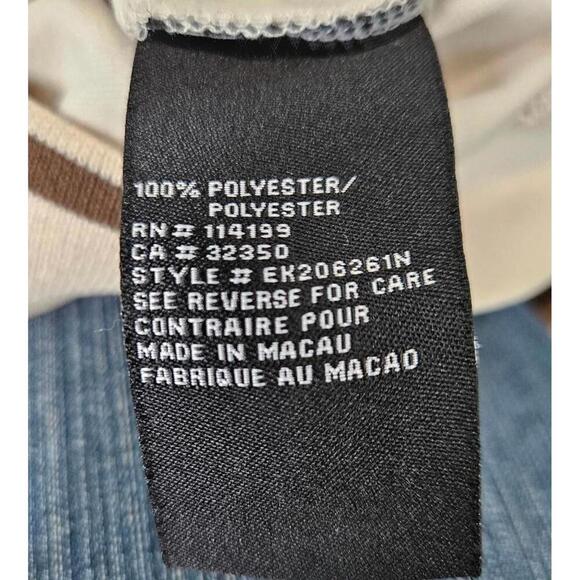 100% POLYESTER/
POLYESTER
RN# 114199
CA # 32350
STYLE # EK206261N
SEE REVERSE FOR CARE
CONTRAIRE POUR
MADE IN MACAU
FABRIQUE AU MACAO